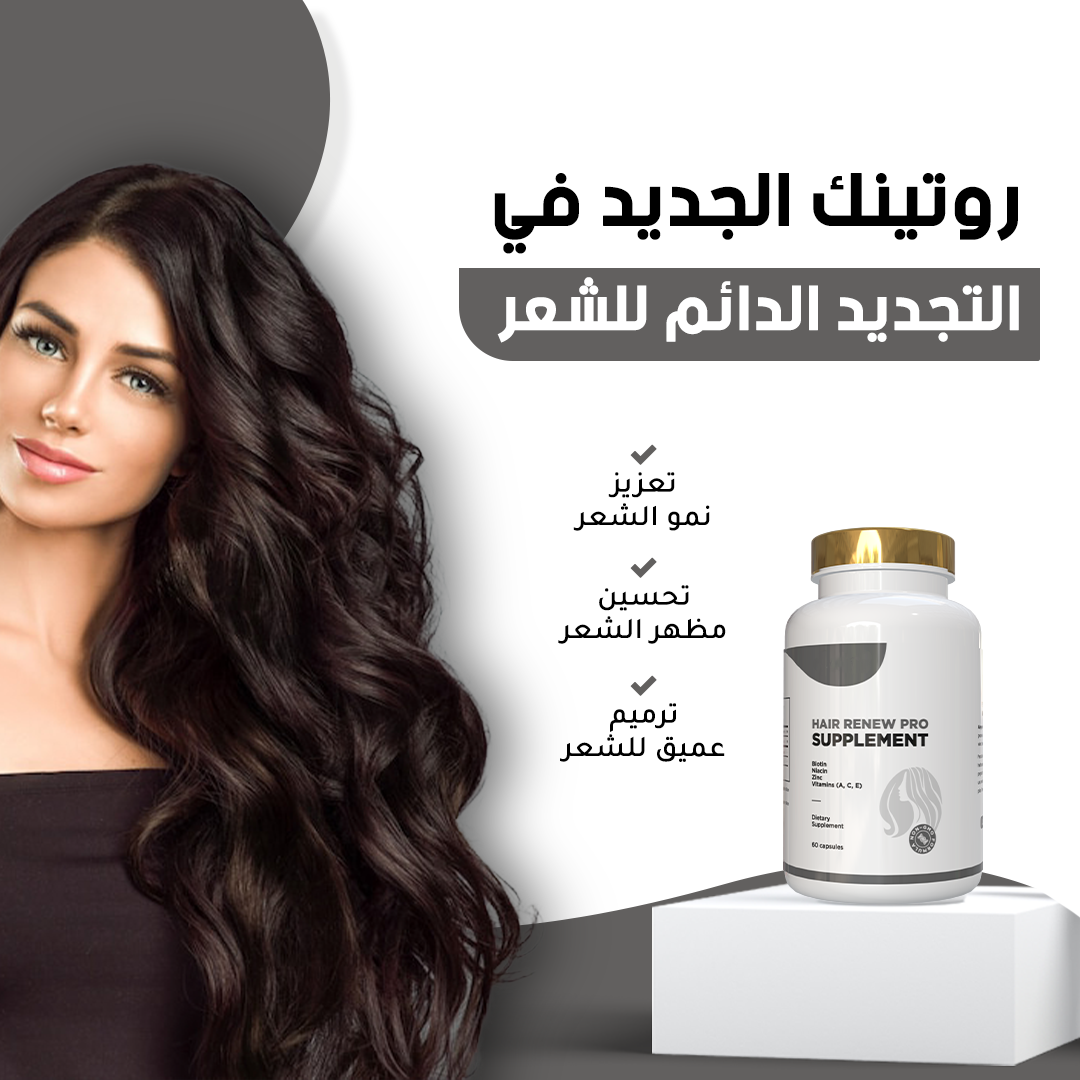 روتينك الجديد في
التجديد الدائم للشعر
تعزيز
نمو الشعر
تحسين
مظهر الشعر
ترميم
عميق للشعر
HAIR RENEW PRO
SUPPLEMENT
Biotin
Niacin
Zinc
Vitamins (A, C, E)
Dietary
Supplement
60 capsules